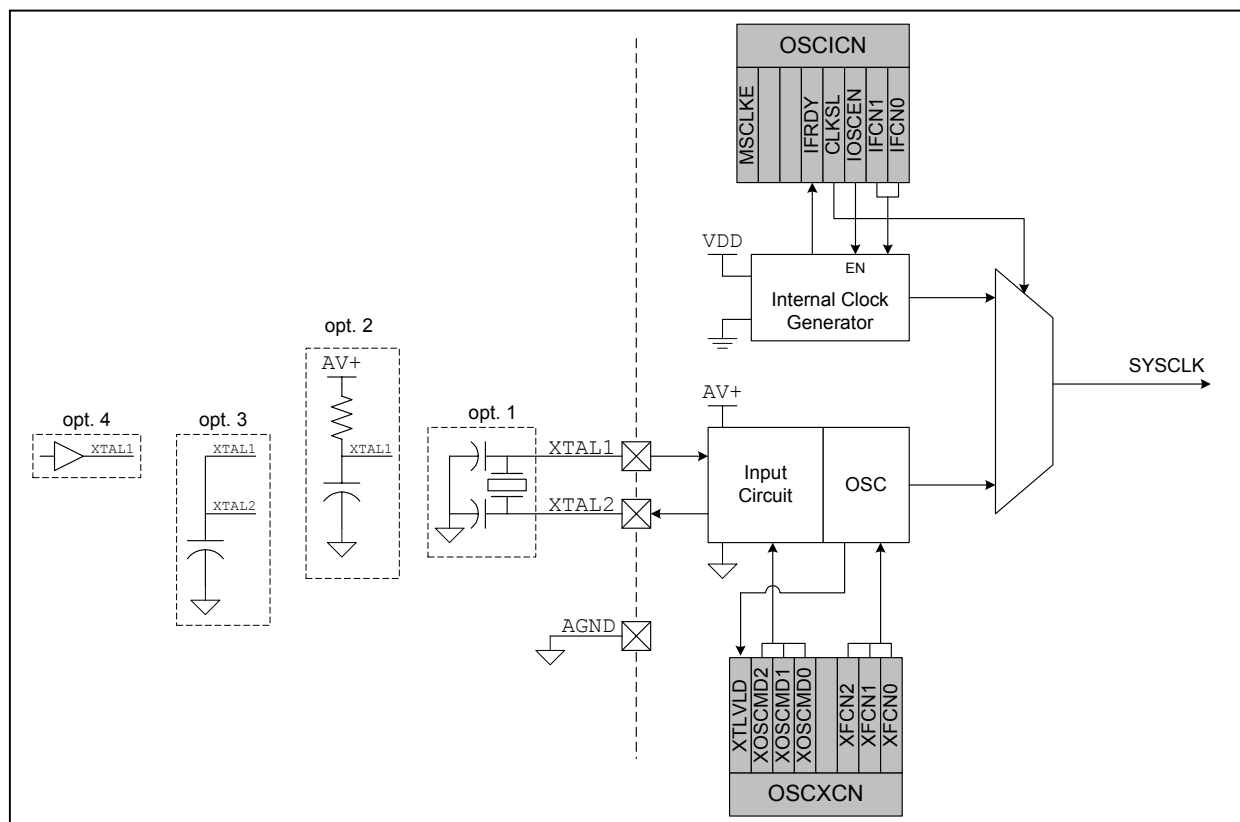 OSCICN
MSCLKE
IFRDY
CLKSL
IOSCEN
IFCN1
IFCN0
VDD
EN
Internal Clock
Generator
opt. 2
AV+
XTAL1
opt. 4
XTAL1
opt. 3
XTAL1
XTAL2
opt. 1
XTAL1
XTAL2
AV+
Input
Circuit
OSC
SYSCLK
AGND
XTLVLD
XOSCMD2
XOSCMD1
XOSCMD0
XFCN2
XFCN1
XFCN0
OSCXCN